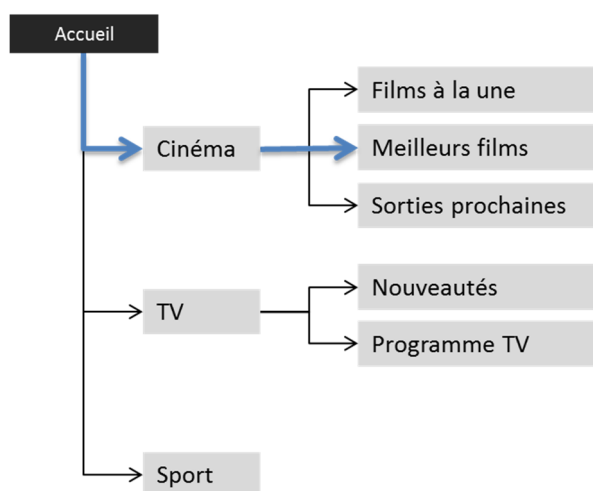 Accueil
Films à la une
Cinéma
Meilleurs films
Sorties prochaines
Nouveautés
TV
Programme TV
Sport